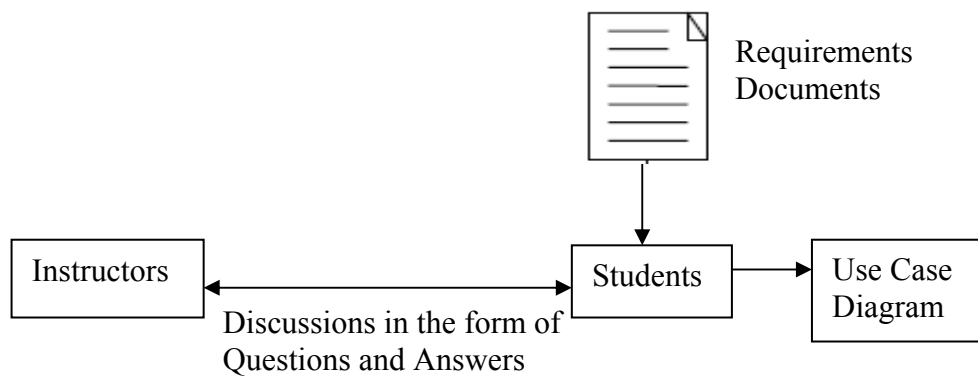 Requirements
Documents
Instructors
Students
Use Case
Diagram
Discussions in the form of
Questions and Answers